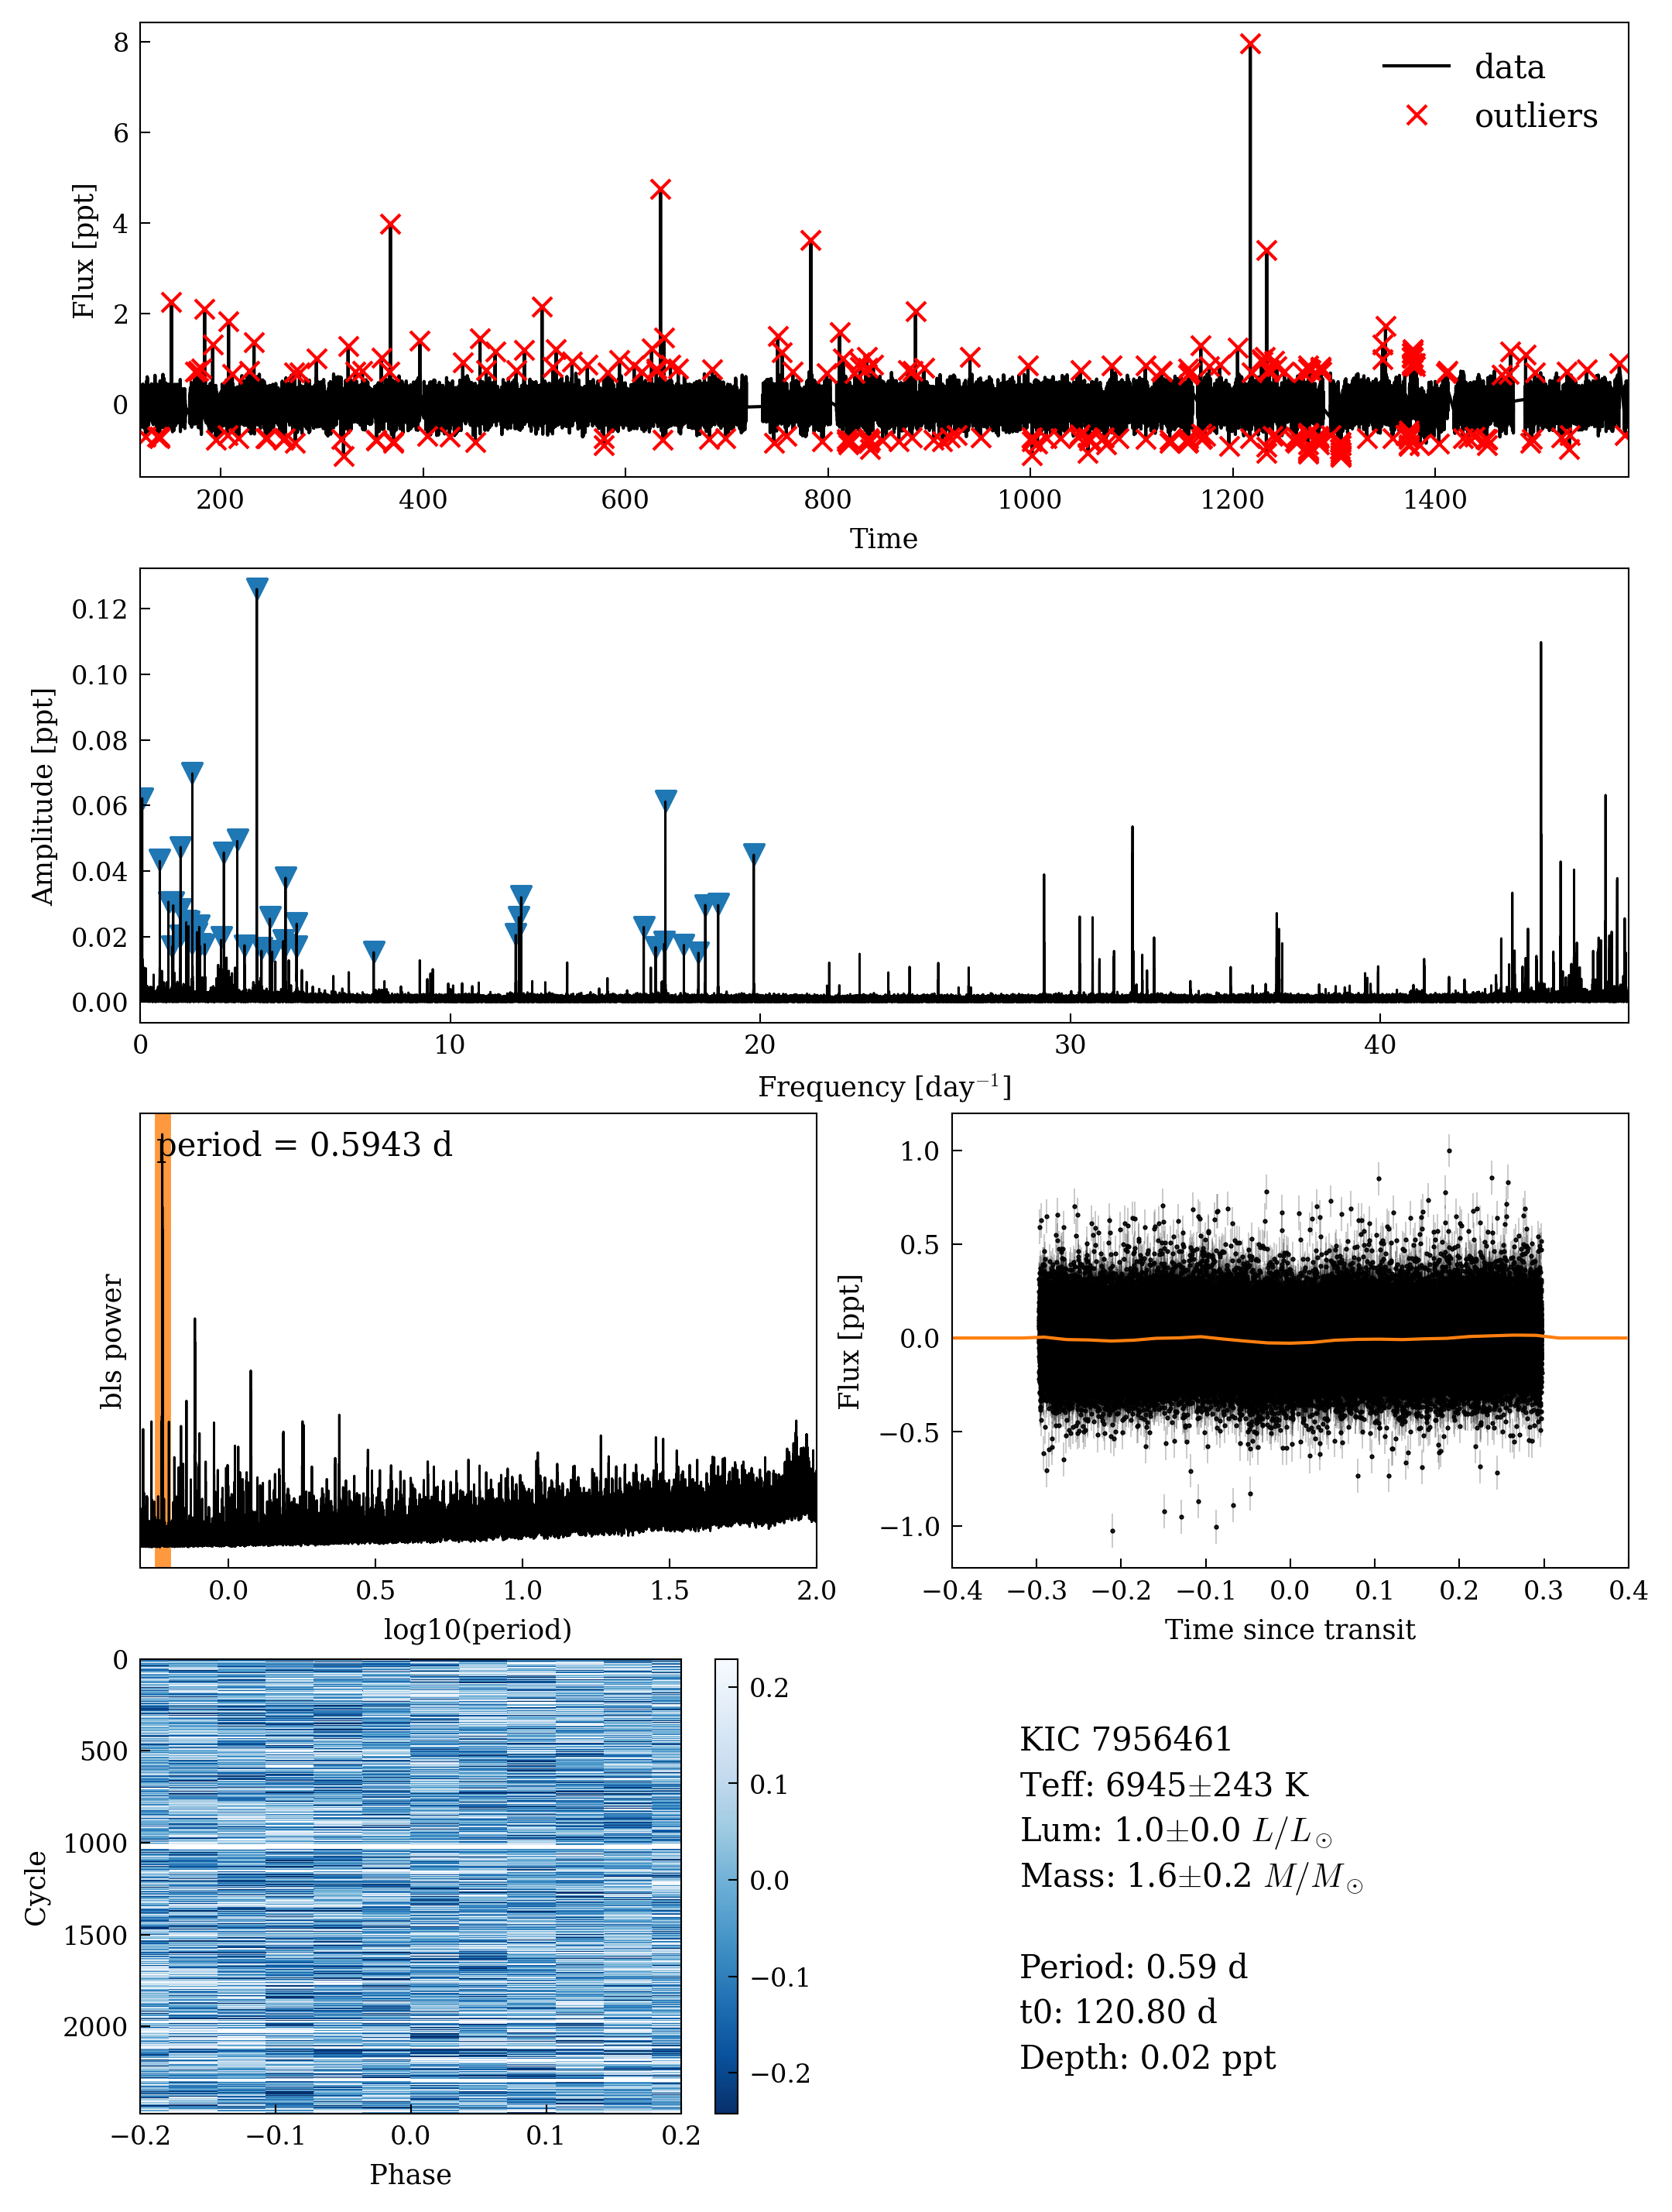 8
6
4
2
0
Flux [ppt]
data
outliers
200 400 600 800 1000 1200 1400
Time
0.12
0.10
0.08
0.06
0.04
0.02
0.00
Amplitude [ppt]
0 10 20 30 40
Frequency [day⁻¹]
period = 0.5943 d
bls power
0.0 0.5 1.0 1.5 2.0
log10(period)
1.0
0.5
0.0
−0.5
−1.0
Flux [ppt]
−0.4 −0.3 −0.2 −0.1 0.0 0.1 0.2 0.3 0.4
Time since transit
0
500
1000
1500
2000
Cycle
−0.2 −0.1 0.0 0.1 0.2
Phase
0.2
0.1
0.0
−0.1
−0.2
KIC 7956461
Teff: 6945±243 K
Lum: 1.0±0.0 L/L☉
Mass: 1.6±0.2 M/M☉
Period: 0.59 d
t0: 120.80 d
Depth: 0.02 ppt